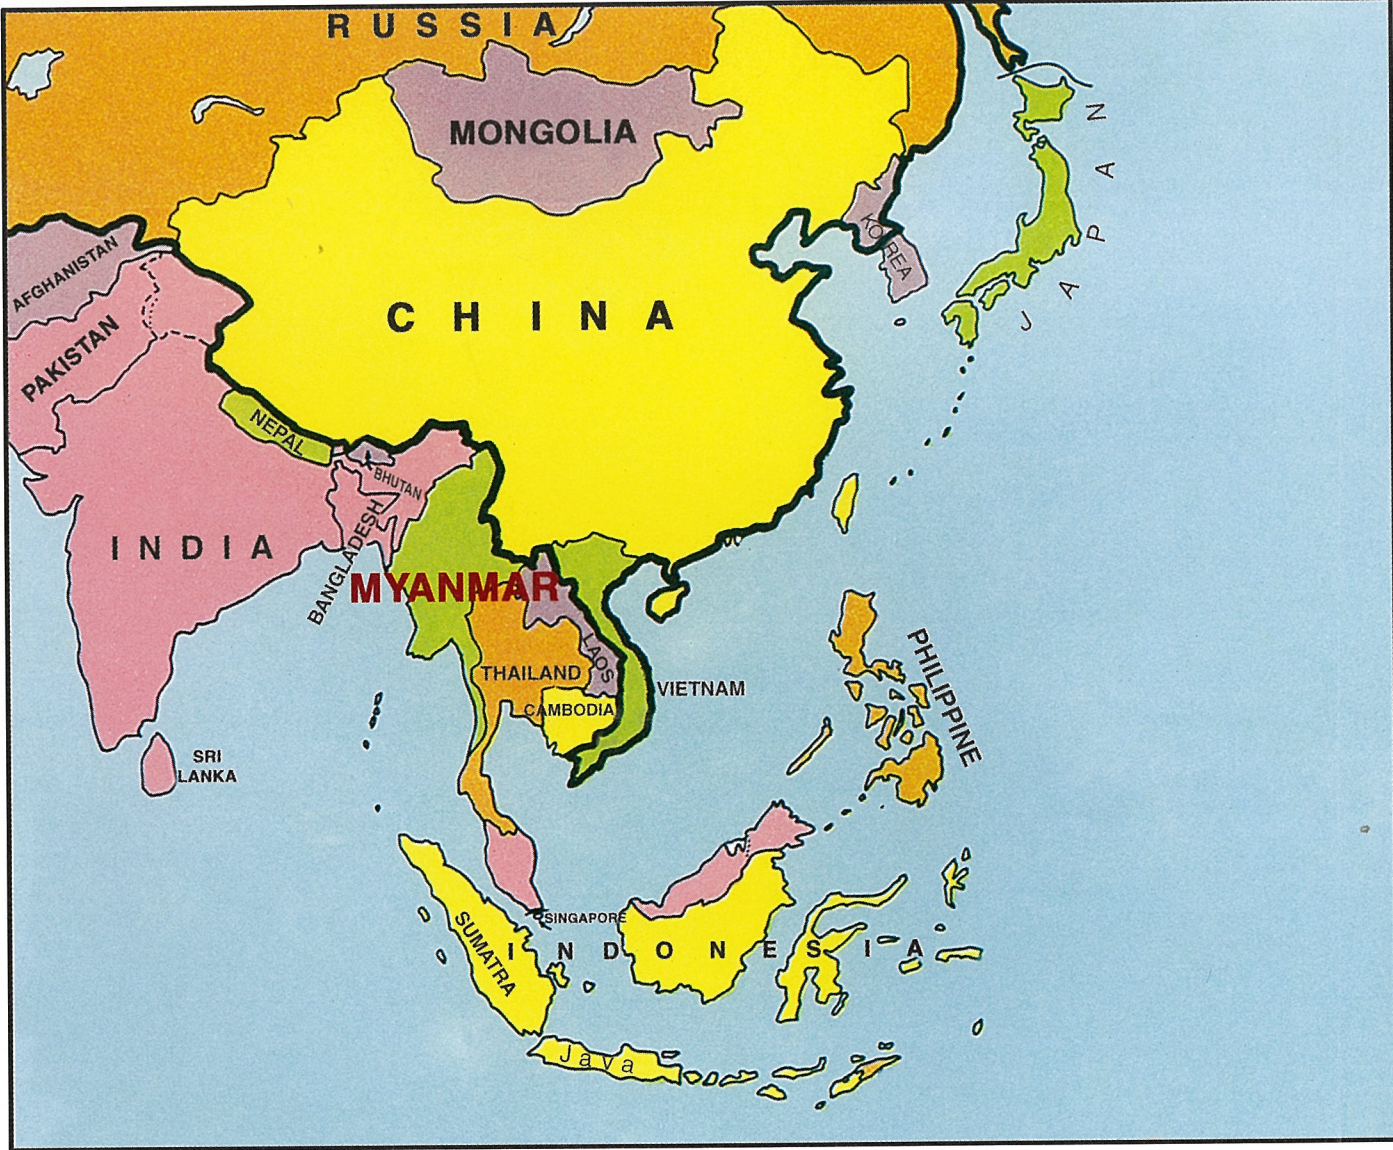 RUSSIA
MONGOLIA
JAPAN
KOREA
AFGHANISTAN
PAKISTAN
CHINA
NEPAL
BHUTAN
INDIA
BANGLADESH
MYANMAR
LAOS
THAILAND
VIETNAM
CAMBODIA
PHILIPPINE
SRI
LANKA
SINGAPORE
SUMATRA
INDONESIA
Java